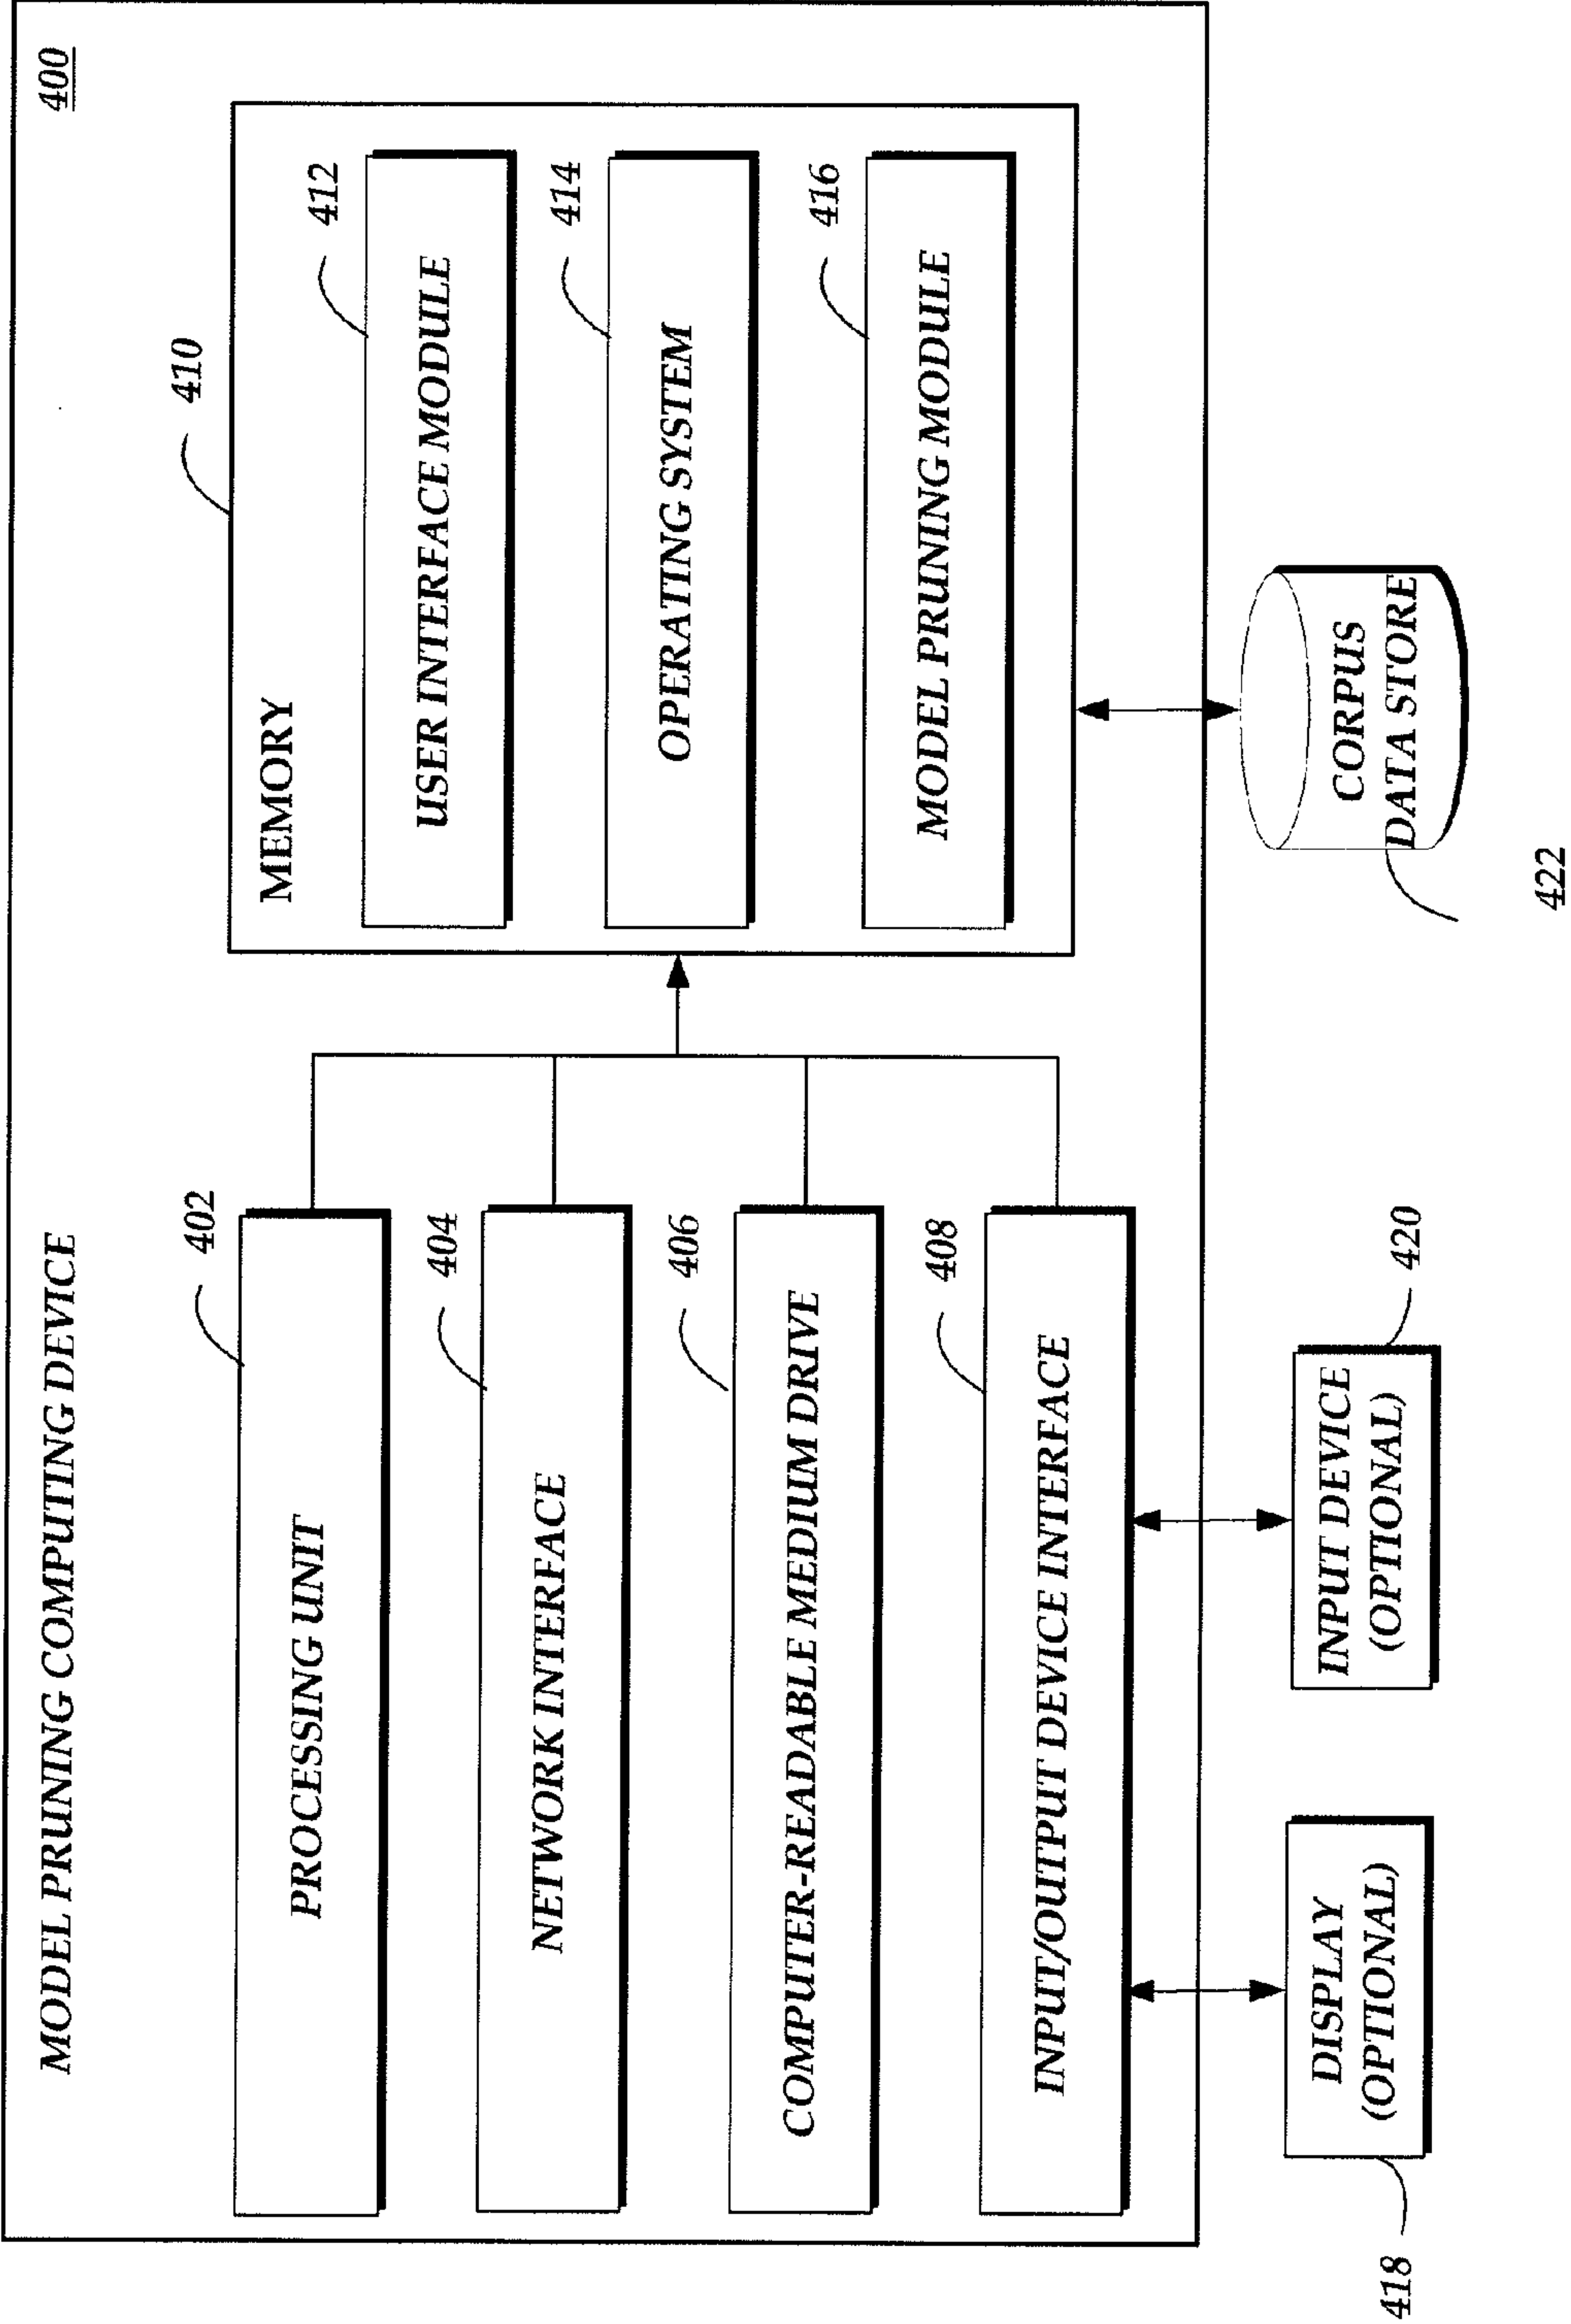 MODEL PRUNING COMPUTING DEVICE
400
402
PROCESSING UNIT
404
NETWORK INTERFACE
406
COMPUTER-READABLE MEDIUM DRIVE
408
INPUT/OUTPUT DEVICE INTERFACE
410
MEMORY
412
USER INTERFACE MODULE
414
OPERATING SYSTEM
416
MODEL PRUNING MODULE
418
DISPLAY
(OPTIONAL)
420
INPUT DEVICE
(OPTIONAL)
422
CORPUS
DATA STORE